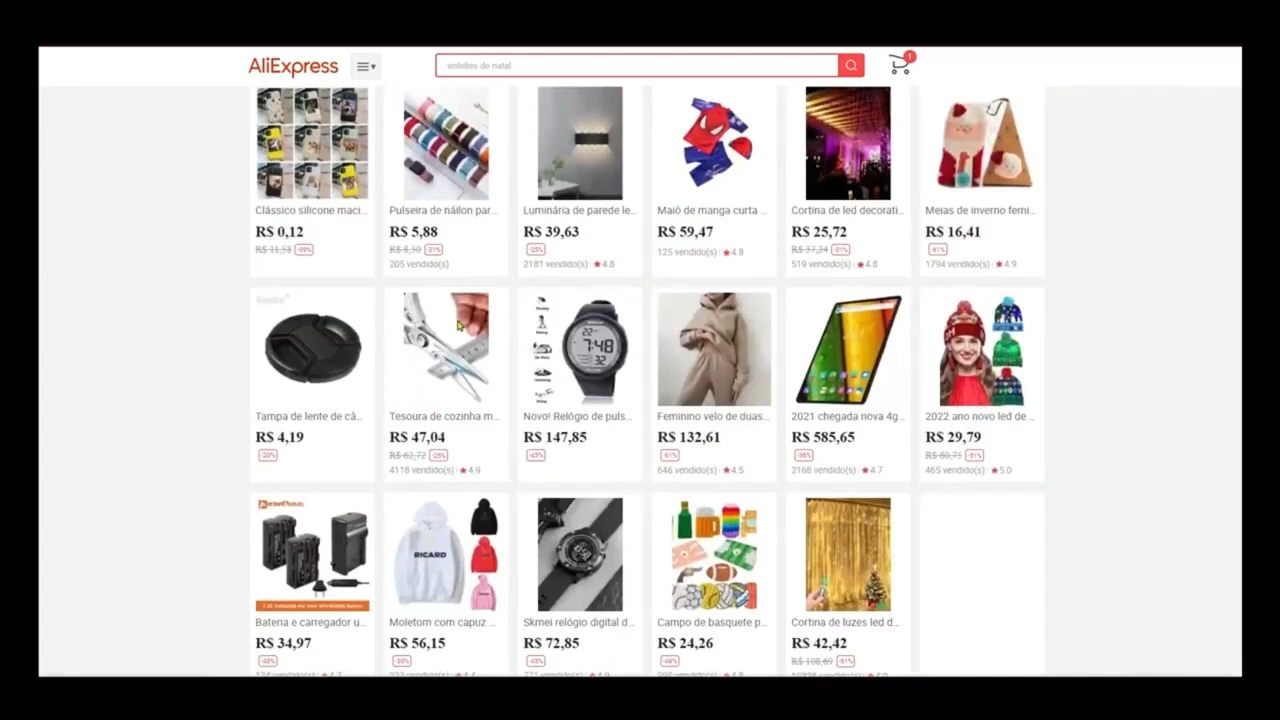 AliExpress
enfeites de natal
1
Clássico silicone maci...
Pulseira de náilon par...
Luminária de parede le...
Maiô de manga curta ...
Cortina de led decorati...
Meias de inverno femi...
R$ 0,12
R$ 5,88
R$ 39,63
R$ 59,47
R$ 25,72
R$ 16,41
R$ 11,58 -99%
R$ 8,50 -31%
-25%
125 vendido(s) 4.8
R$ 37,24 -31%
-61%
205 vendido(s)
2181 vendido(s) 4.8
519 vendido(s) 4.8
1794 vendido(s) 4.9
7:48
Tampa de lente de câ...
Tesoura de cozinha m...
Novo! Relógio de puls...
Feminino velo de duas...
2021 chegada nova 4g...
2022 ano novo led de ...
R$ 4,19
R$ 47,04
R$ 147,85
R$ 132,61
R$ 585,65
R$ 29,79
-20%
R$ 62,72 -25%
-45%
-61%
-36%
R$ 60,75 -51%
4118 vendido(s) 4.9
646 vendido(s) 4.5
2168 vendido(s) 4.7
465 vendido(s) 5.0
RICARD
Bateria e carregador u...
Moletom com capuz ...
Skmei relógio digital d...
Campo de basquete p...
Cortina de luzes led d...
R$ 34,97
R$ 56,15
R$ 72,85
R$ 24,26
R$ 42,42
-48%
-35%
-45%
-46%
R$ 108,69 -61%